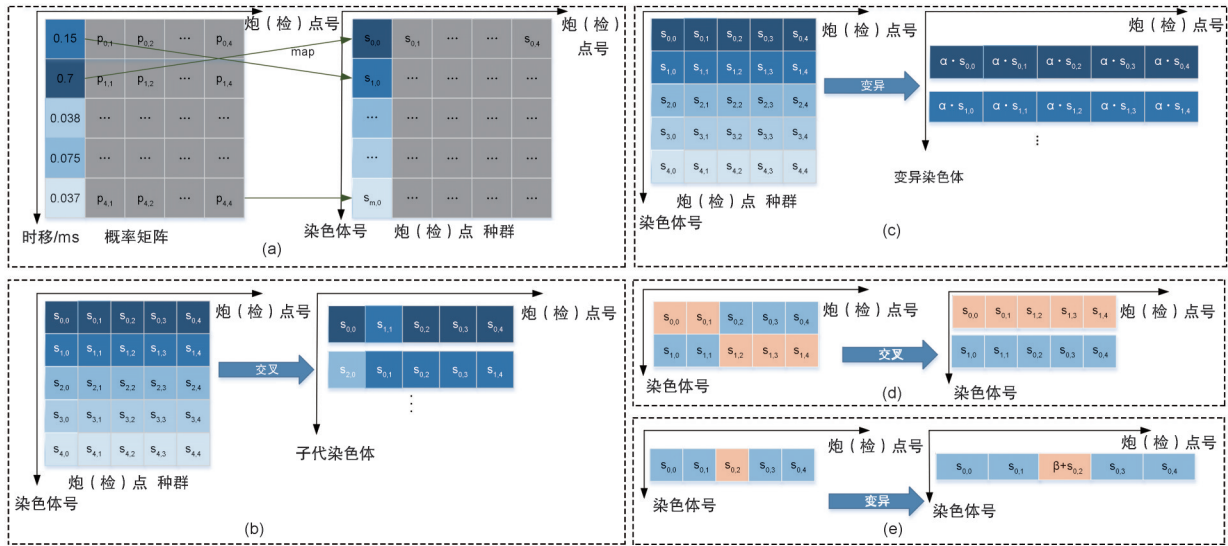 炮（检）点号
0.15 p0,1 p0,2 ⋯ p0,4
0.7 p1,1 p1,2 ⋯ p1,4
0.038 ⋯ ⋯ ⋯ ⋯
0.075 ⋯ ⋯ ⋯ ⋯
0.037 p4,1 p4,2 ⋯ p4,4
时移/ms 概率矩阵
map
炮（检）
点号
s0,0 s0,1 ⋯ ⋯ s0,4
s1,0 ⋯ ⋯ ⋯ ⋯
⋯ ⋯ ⋯ ⋯ ⋯
⋯ ⋯ ⋯ ⋯ ⋯
sm,0 ⋯ ⋯ ⋯ ⋯
染色体号 炮（检）点 种群
(a)
炮（检）点号
s0,0 s0,1 s0,2 s0,3 s0,4
s1,0 s1,1 s1,2 s1,3 s1,4
s2,0 s2,1 s2,2 s2,3 s2,4
s3,0 s3,1 s3,2 s3,3 s3,4
s4,0 s4,1 s4,2 s4,3 s4,4
炮（检）点 种群
染色体号
变异
炮（检）点号
α·s0,0 α·s0,1 α·s0,2 α·s0,3 α·s0,4
α·s1,0 α·s1,1 α·s1,2 α·s1,3 α·s1,4
⋮
变异染色体
(c)
炮（检）点号
s0,0 s0,1 s0,2 s0,3 s0,4
s1,0 s1,1 s1,2 s1,3 s1,4
s2,0 s2,1 s2,2 s2,3 s2,4
s3,0 s3,1 s3,2 s3,3 s3,4
s4,0 s4,1 s4,2 s4,3 s4,4
炮（检）点 种群
染色体号
交叉
炮（检）点号
s0,0 s1,1 s0,2 s0,3 s0,4
s2,0 s0,1 s0,2 s0,3 s1,4
⋮
子代染色体
(b)
炮（检）点号
s0,0 s0,1 s0,2 s0,3 s0,4
s1,0 s1,1 s1,2 s1,3 s1,4
染色体号
交叉
炮（检）点号
s0,0 s0,1 s1,2 s1,3 s1,4
s1,0 s1,1 s0,2 s0,3 s0,4
染色体号
(d)
炮（检）点号
s0,0 s0,1 s0,2 s0,3 s0,4
染色体号
变异
炮（检）点号
s0,0 s0,1 β+s0,2 s0,3 s0,4
染色体号
(e)